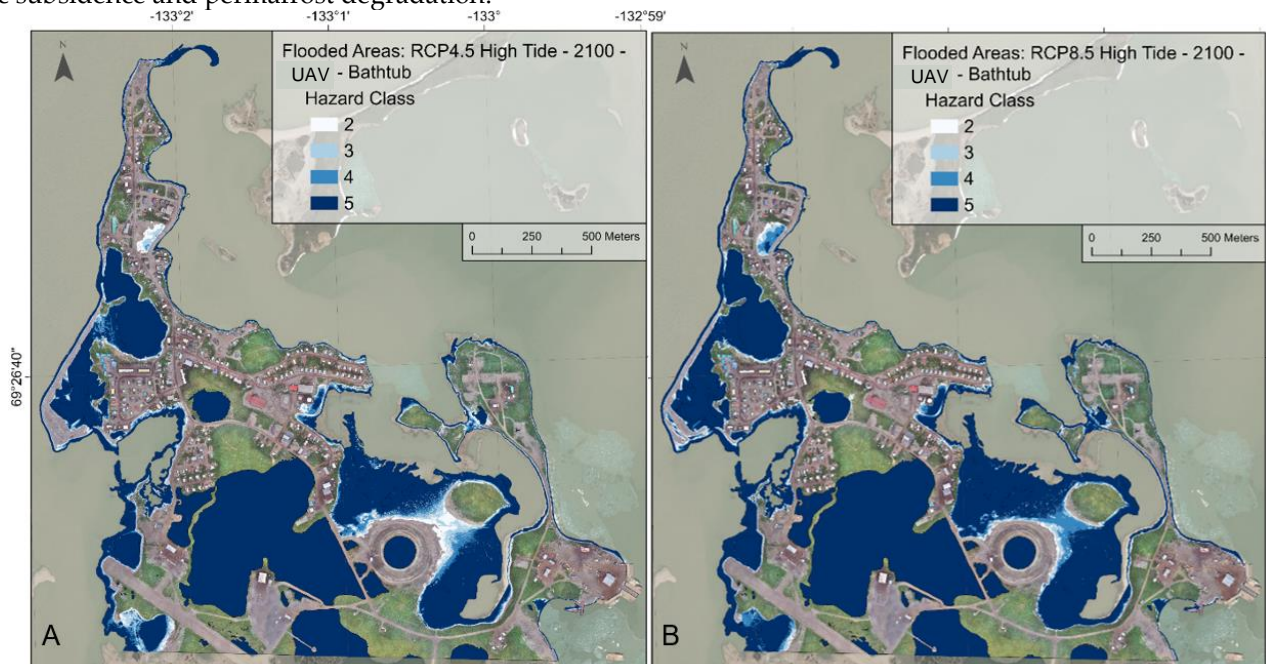 subsidence and permafrost degradation.
-133°2' -133°1' -133° -132°59'
69°26'40"
N
Flooded Areas: RCP4.5 High Tide - 2100 -
UAV - Bathtub
Hazard Class
2
3
4
5
0 250 500 Meters
A
N
Flooded Areas: RCP8.5 High Tide - 2100 -
UAV - Bathtub
Hazard Class
2
3
4
5
0 250 500 Meters
B